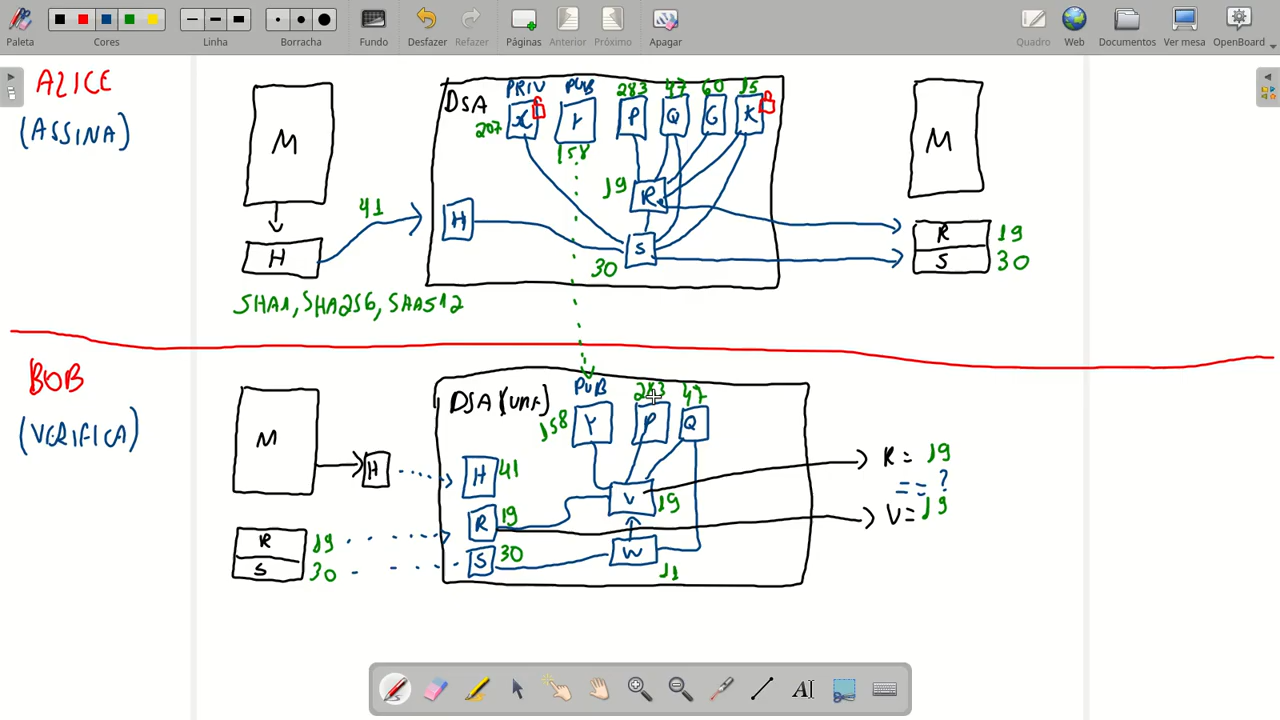 Paleta
Cores
Linha
Borracha
Fundo
Desfazer
Refazer
Páginas
Anterior
Próximo
Apagar
Quadro
Web
Documentos
Ver mesa
OpenBoard
ALICE
(ASSINA)
M
H
41
SHA1, SHA256, SHA512
DSA
PRIV
PUB
283
47
60
15
X
Y
P
Q
G
K
207
158
19
R
H
S
30
M
R 19
S 30
BOB
(VERIFICA)
M
H
R 19
S 30
DSA
PUB
283
47
158
Y
P
Q
H 41
R 19
S 30
V 19
W
11
R = 19
== ?
V = 19